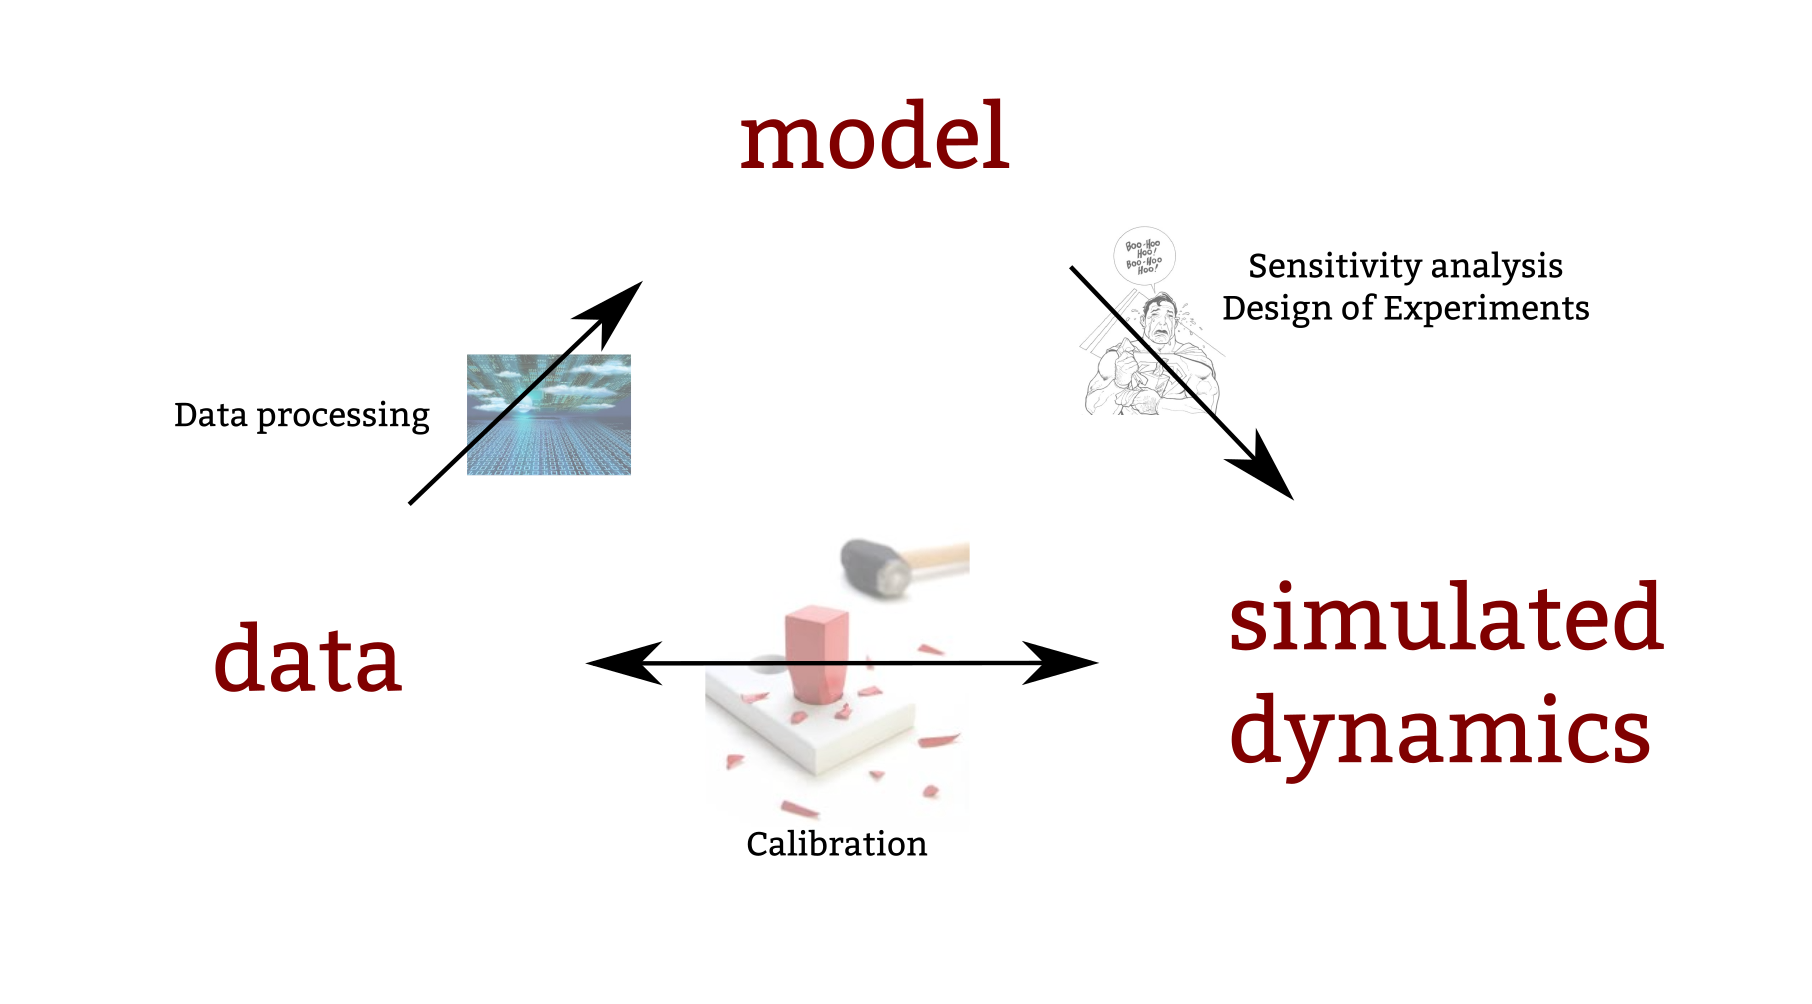 model
Boo-Hoo
Hoo!
Boo-Hoo
Hoo!
Sensitivity analysis
Design of Experiments
Data processing
data
simulated
dynamics
Calibration